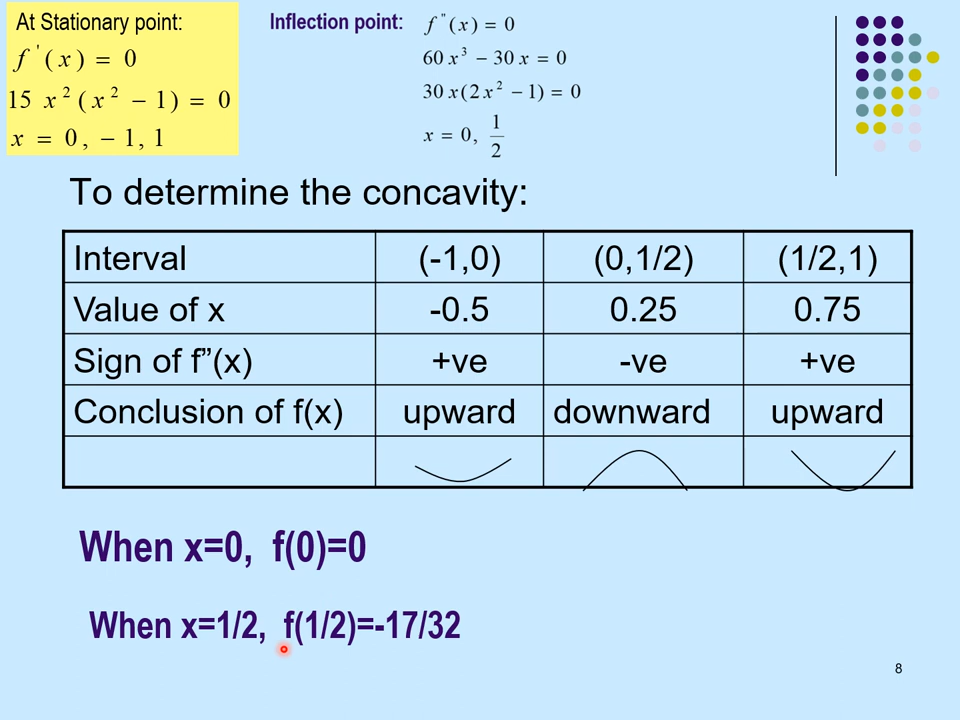 At Stationary point:
f ' ( x ) = 0
15 x² ( x² − 1 ) = 0
x = 0 , − 1 , 1
Inflection point:
f " ( x ) = 0
60 x³ − 30 x = 0
30 x ( 2 x² − 1 ) = 0
x = 0, 1/2
To determine the concavity:
Interval (-1,0) (0,1/2) (1/2,1)
Value of x -0.5 0.25 0.75
Sign of f”(x) +ve -ve +ve
Conclusion of f(x) upward downward upward
When x=0, f(0)=0
When x=1/2, f(1/2)=-17/32
8